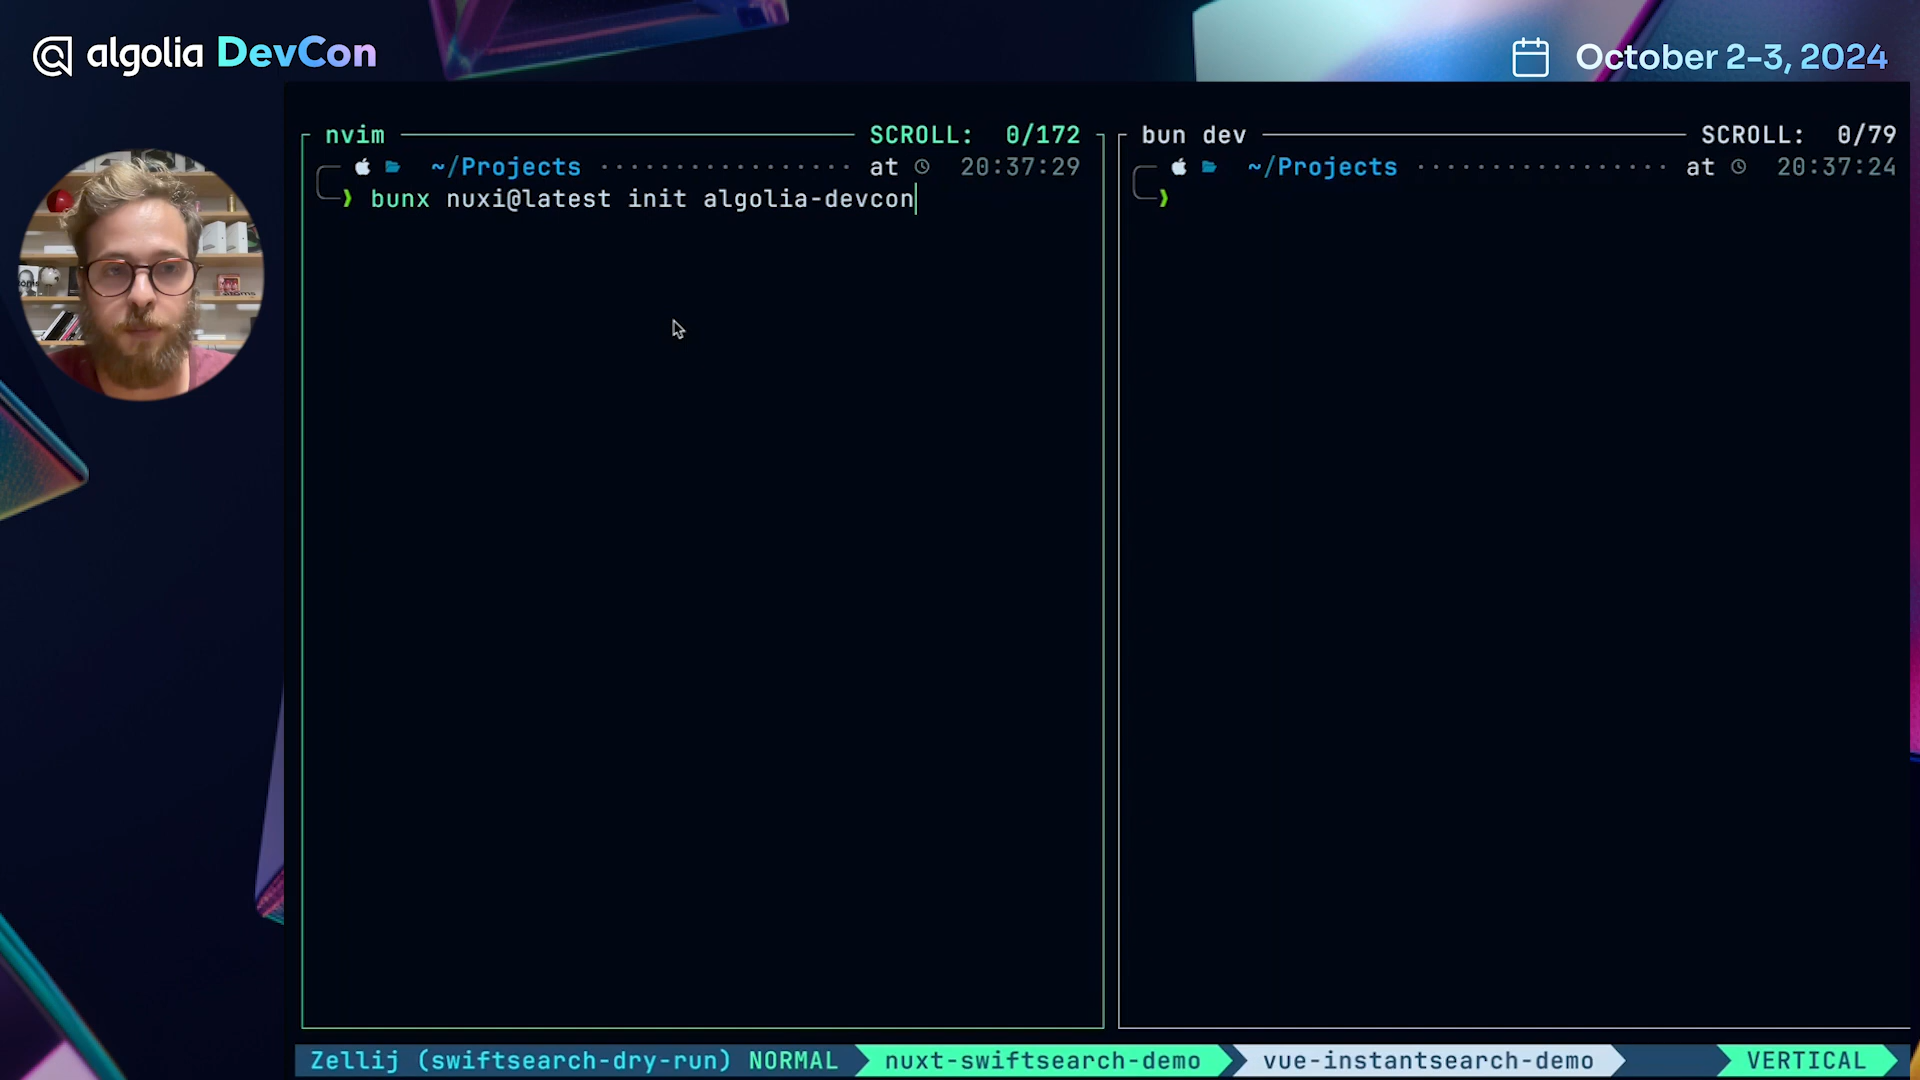 algolia DevCon
October 2-3, 2024
nvim SCROLL: 0/172
~/Projects at 20:37:29
❱ bunx nuxi@latest init algolia-devcon
bun dev SCROLL: 0/79
~/Projects at 20:37:24
❱
Zellij (swiftsearch-dry-run) NORMAL nuxt-swiftsearch-demo vue-instantsearch-demo VERTICAL